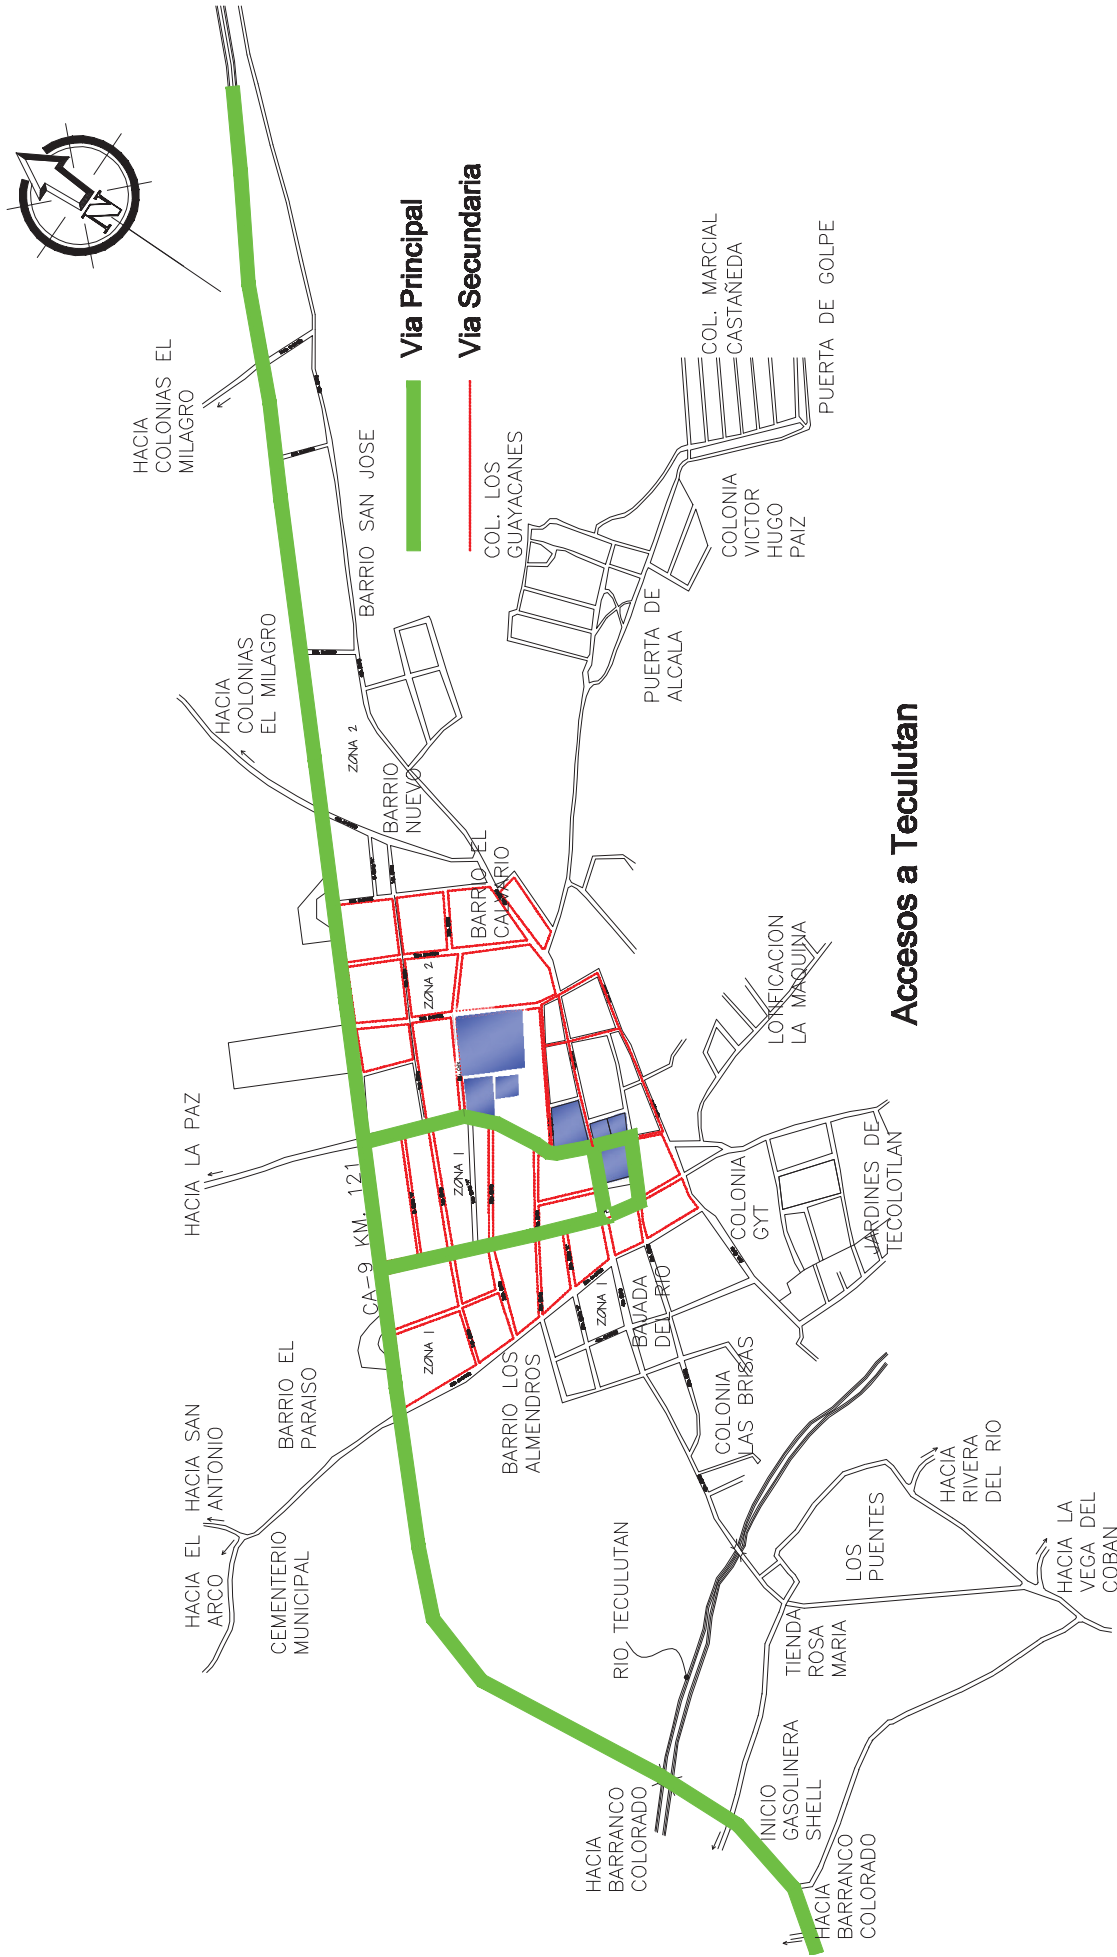 N
HACIA
COLONIAS EL
MILAGRO
Via Principal
Via Secundaria
BARRIO SAN JOSE
COL. LOS
GUAYACANES
COL. MARCIAL
CASTAÑEDA
PUERTA DE GOLPE
COLONIA
VICTOR
HUGO
PAIZ
PUERTA DE
ALCALA
HACIA
COLONIAS
EL MILAGRO
ZONA 2
BARRIO
NUEVO
BARRIO EL
CALVARIO
ZONA 2
Accesos a Teculutan
LOTIFICACION
LA MAQUINA
HACIA LA PAZ
CA-9 KM. 121
ZONA 1
COLONIA
GYT
JARDINES DE
TECOLOTLAN
ZONA 1
BAJADA
DEL RIO
ZONA 1
BARRIO EL
PARAISO
BARRIO LOS
ALMENDROS
COLONIA
LAS BRISAS
HACIA SAN
ANTONIO
HACIA EL
ARCO
CEMENTERIO
MUNICIPAL
RIO TECULUTAN
LOS
PUENTES
HACIA
RIVERA
DEL RIO
HACIA LA
VEGA DEL
COBAN
TIENDA
ROSA
MARIA
INICIO
GASOLINERA
SHELL
HACIA
BARRANCO
COLORADO
HACIA
BARRANCO
COLORADO